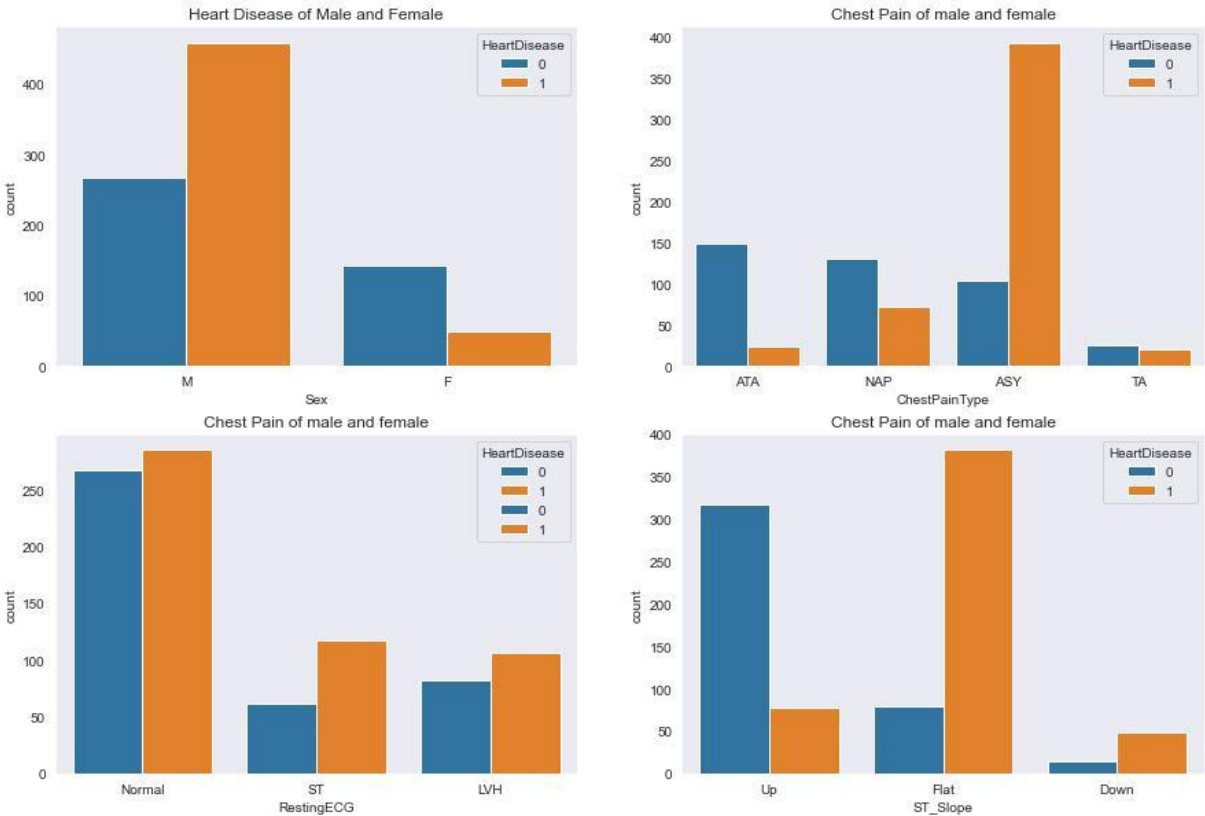 Heart Disease of Male and Female
HeartDisease
0
1
400
300
200
100
0
count
M F
Sex
Chest Pain of male and female
HeartDisease
0
1
400
350
300
250
200
150
100
50
0
count
ATA NAP ASY TA
ChestPainType
Chest Pain of male and female
HeartDisease
0
1
0
1
250
200
150
100
50
0
count
Normal ST LVH
RestingECG
Chest Pain of male and female
HeartDisease
0
1
400
350
300
250
200
150
100
50
0
count
Up Flat Down
ST_Slope